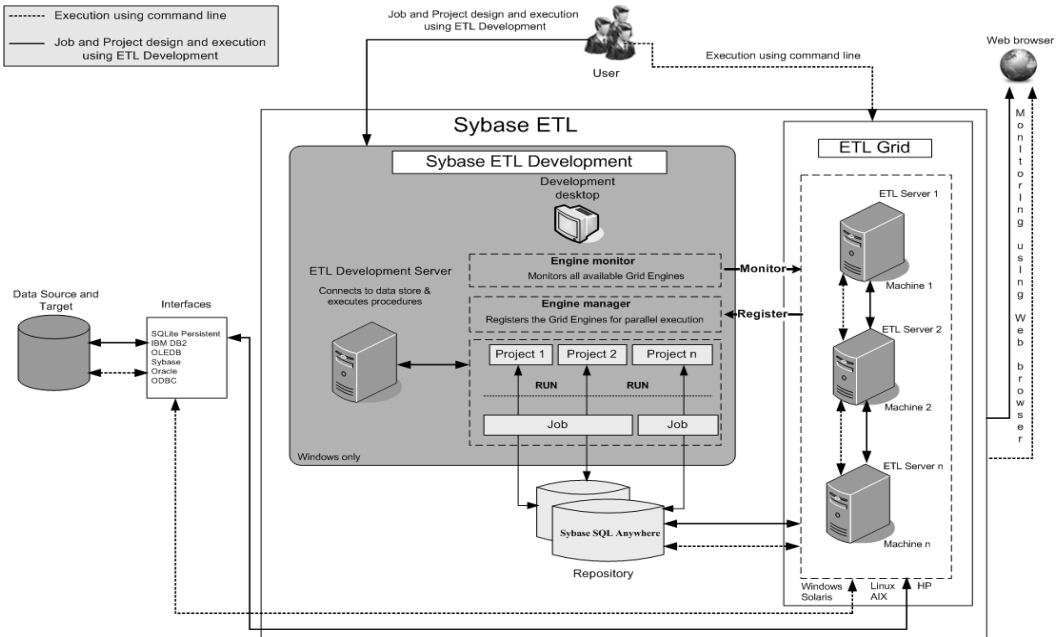 Execution using command line
Job and Project design and execution
using ETL Development
Job and Project design and execution
using ETL Development
User
Execution using command line
Web browser
Monitoring using Web browser
Sybase ETL
Sybase ETL Development
Development
desktop
ETL Development Server
Connects to data store &
executes procedures
Engine monitor
Monitors all available Grid Engines
Engine manager
Registers the Grid Engines for parallel execution
Monitor
Register
Project 1
Project 2
Project n
RUN
RUN
Job
Job
Windows only
Data Source and
Target
Interfaces
SQLite Persistent
IBM DB2
OLEDB
Sybase
Oracle
ODBC
Sybase SQL Anywhere
Repository
ETL Grid
ETL Server 1
Machine 1
ETL Server 2
Machine 2
ETL Server n
Machine n
Windows Linux HP
Solaris AIX